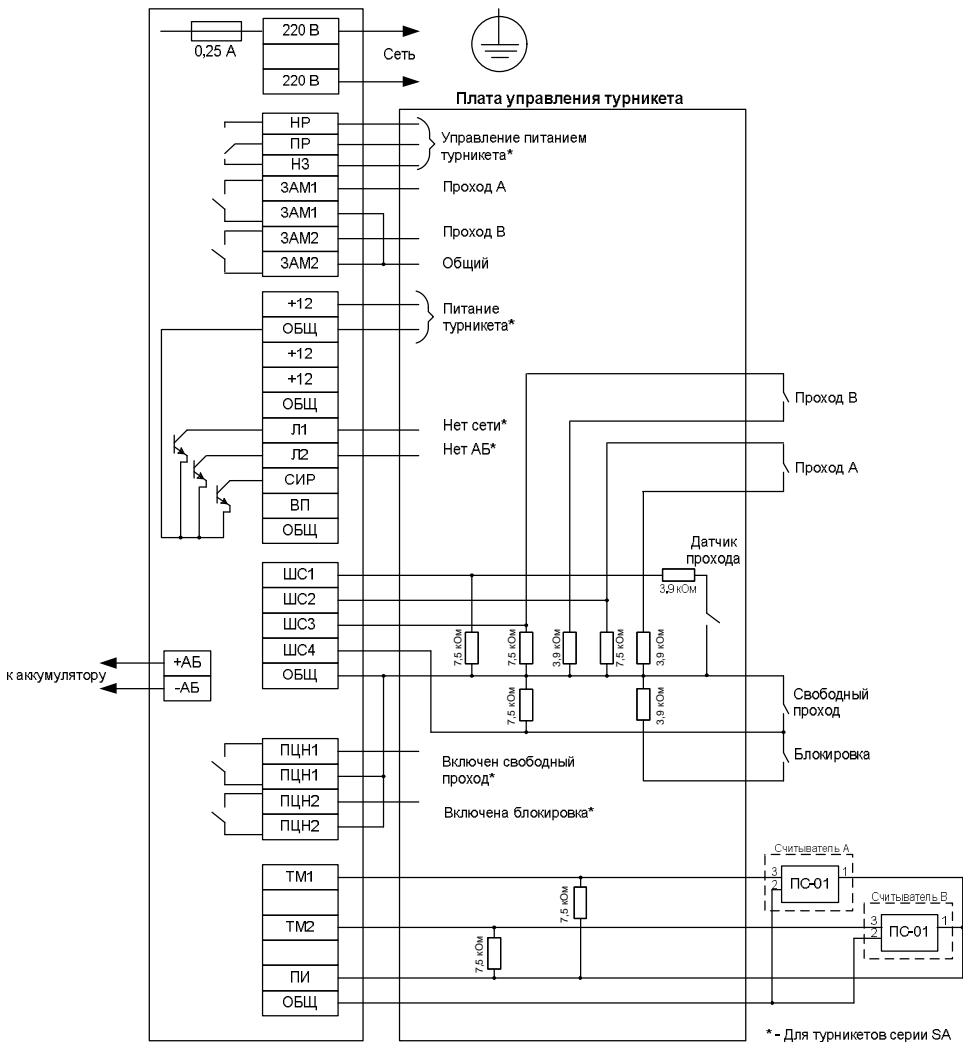 220 В
0,25 А
Сеть
220 В
Плата управления турникета
НР
ПР
НЗ
Управление питанием
турникета*
ЗАМ1
Проход А
ЗАМ1
ЗАМ2
Проход В
ЗАМ2
Общий
+12
ОБЩ
Питание
турникета*
+12
+12
ОБЩ
Л1
Нет сети*
Л2
Нет АБ*
СИР
ВП
ОБЩ
Проход В
Проход А
Датчик
прохода
3,9 кОм
ШС1
ШС2
ШС3
ШС4
ОБЩ
7,5 кОм
7,5 кОм
3,9 кОм
7,5 кОм
3,9 кОм
7,5 кОм
3,9 кОм
к аккумулятору
+АБ
-АБ
Свободный
проход
Блокировка
ПЦН1
ПЦН1
ПЦН2
ПЦН2
Включен свободный
проход*
Включена блокировка*
ТМ1
ТМ2
ПИ
ОБЩ
7,5 кОм
7,5 кОм
Считыватель А
3
2
ПС-01
1
Считыватель В
3
2
ПС-01
1
* - Для турникетов серии SA